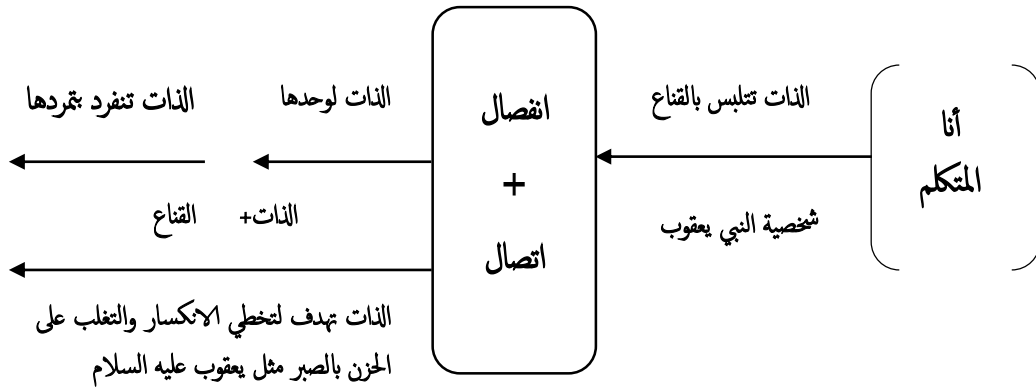 أنا
المتكلم
الذات تتلبس بالقناع
شخصية النبي يعقوب
انفصال
+
اتصال
الذات لوحدها
الذات تنفرد بتمردها
الذات+ القناع
الذات تهدف لتخطي الانكسار والتغلب على
الحزن بالصبر مثل يعقوب عليه السلام